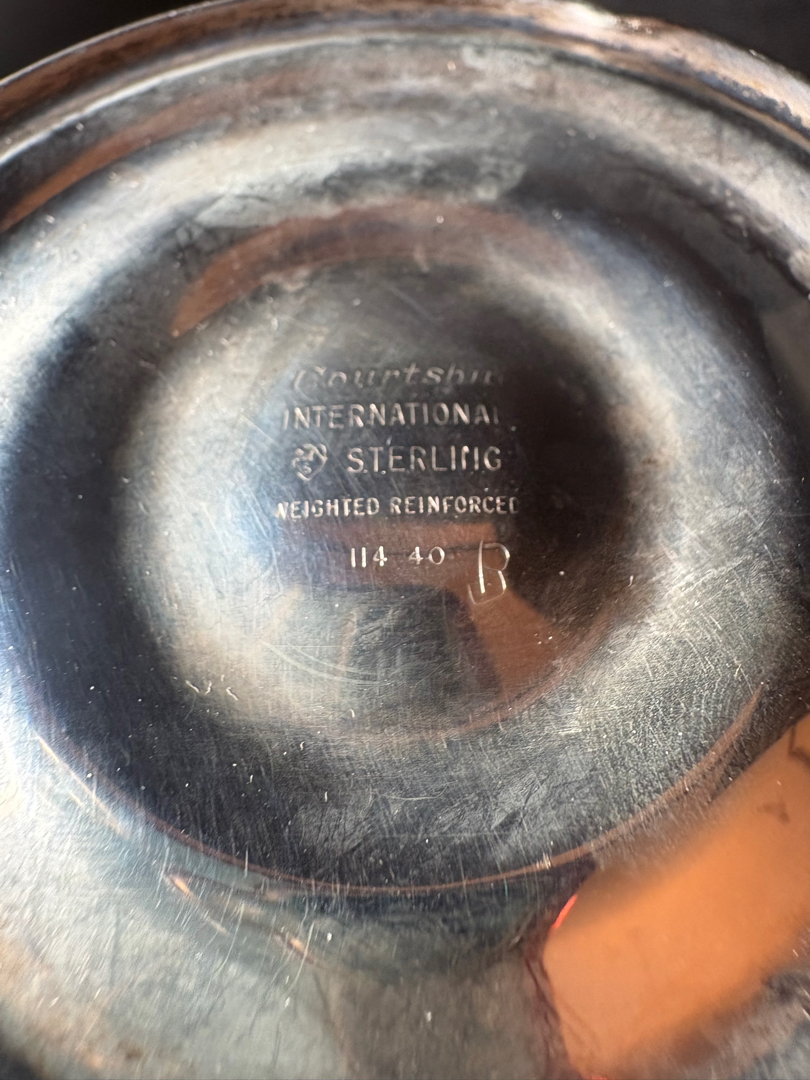 Courtship
INTERNATIONAL
STERLING
WEIGHTED REINFORCED
114 40 B